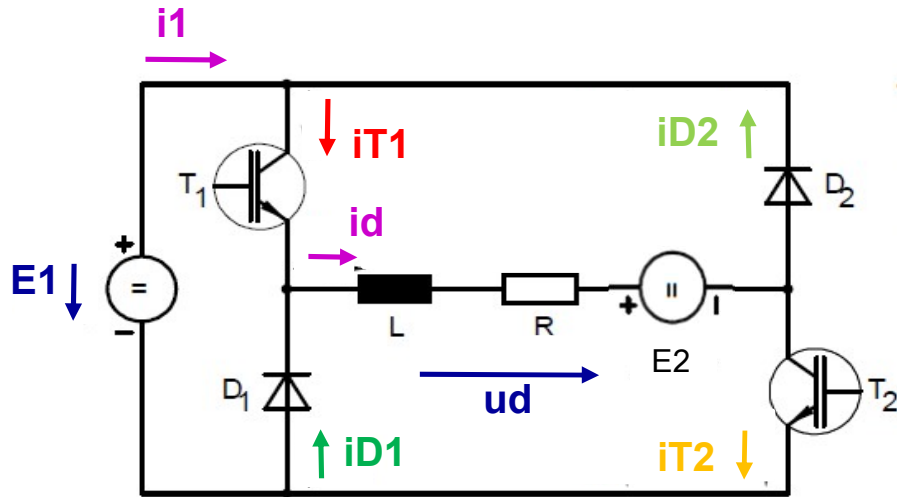 i1
iT1
iD2
T1
D2
id
+
E1
=
−
L
R
+
=
−
E2
ud
D1
T2
iD1
iT2